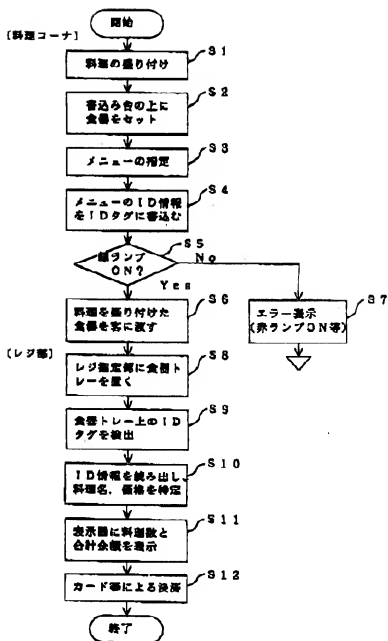 開始
[料理コーナ]
S1
料理の盛り付け
S2
書込み台の上に
食器をセット
S3
メニューの指定
S4
メニューのID情報
をIDタグに書込む
S5
緑ランプ
ON?
No
Yes
S6
料理を盛り付けた
食器を客に渡す
S7
エラー表示
(赤ランプON等)
[レジ部]
S8
レジ指定部に食器ト
レーを置く
S9
食器トレー上のID
タグを検出
S10
ID情報を読み出し、
料理名、価格を特定
S11
表示器に料理数と
合計金額を表示
S12
カード等による決済
終了